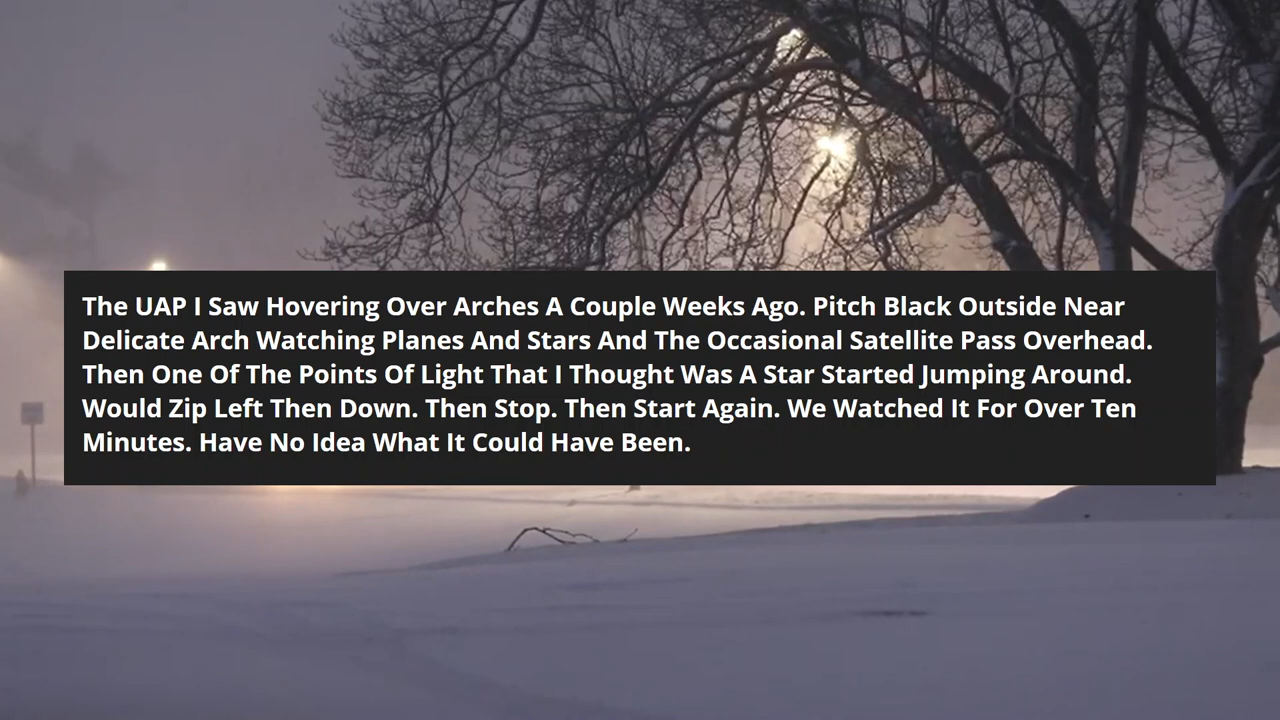 The UAP I Saw Hovering Over Arches A Couple Weeks Ago. Pitch Black Outside Near
Delicate Arch Watching Planes And Stars And The Occasional Satellite Pass Overhead.
Then One Of The Points Of Light That I Thought Was A Star Started Jumping Around.
Would Zip Left Then Down. Then Stop. Then Start Again. We Watched It For Over Ten
Minutes. Have No Idea What It Could Have Been.